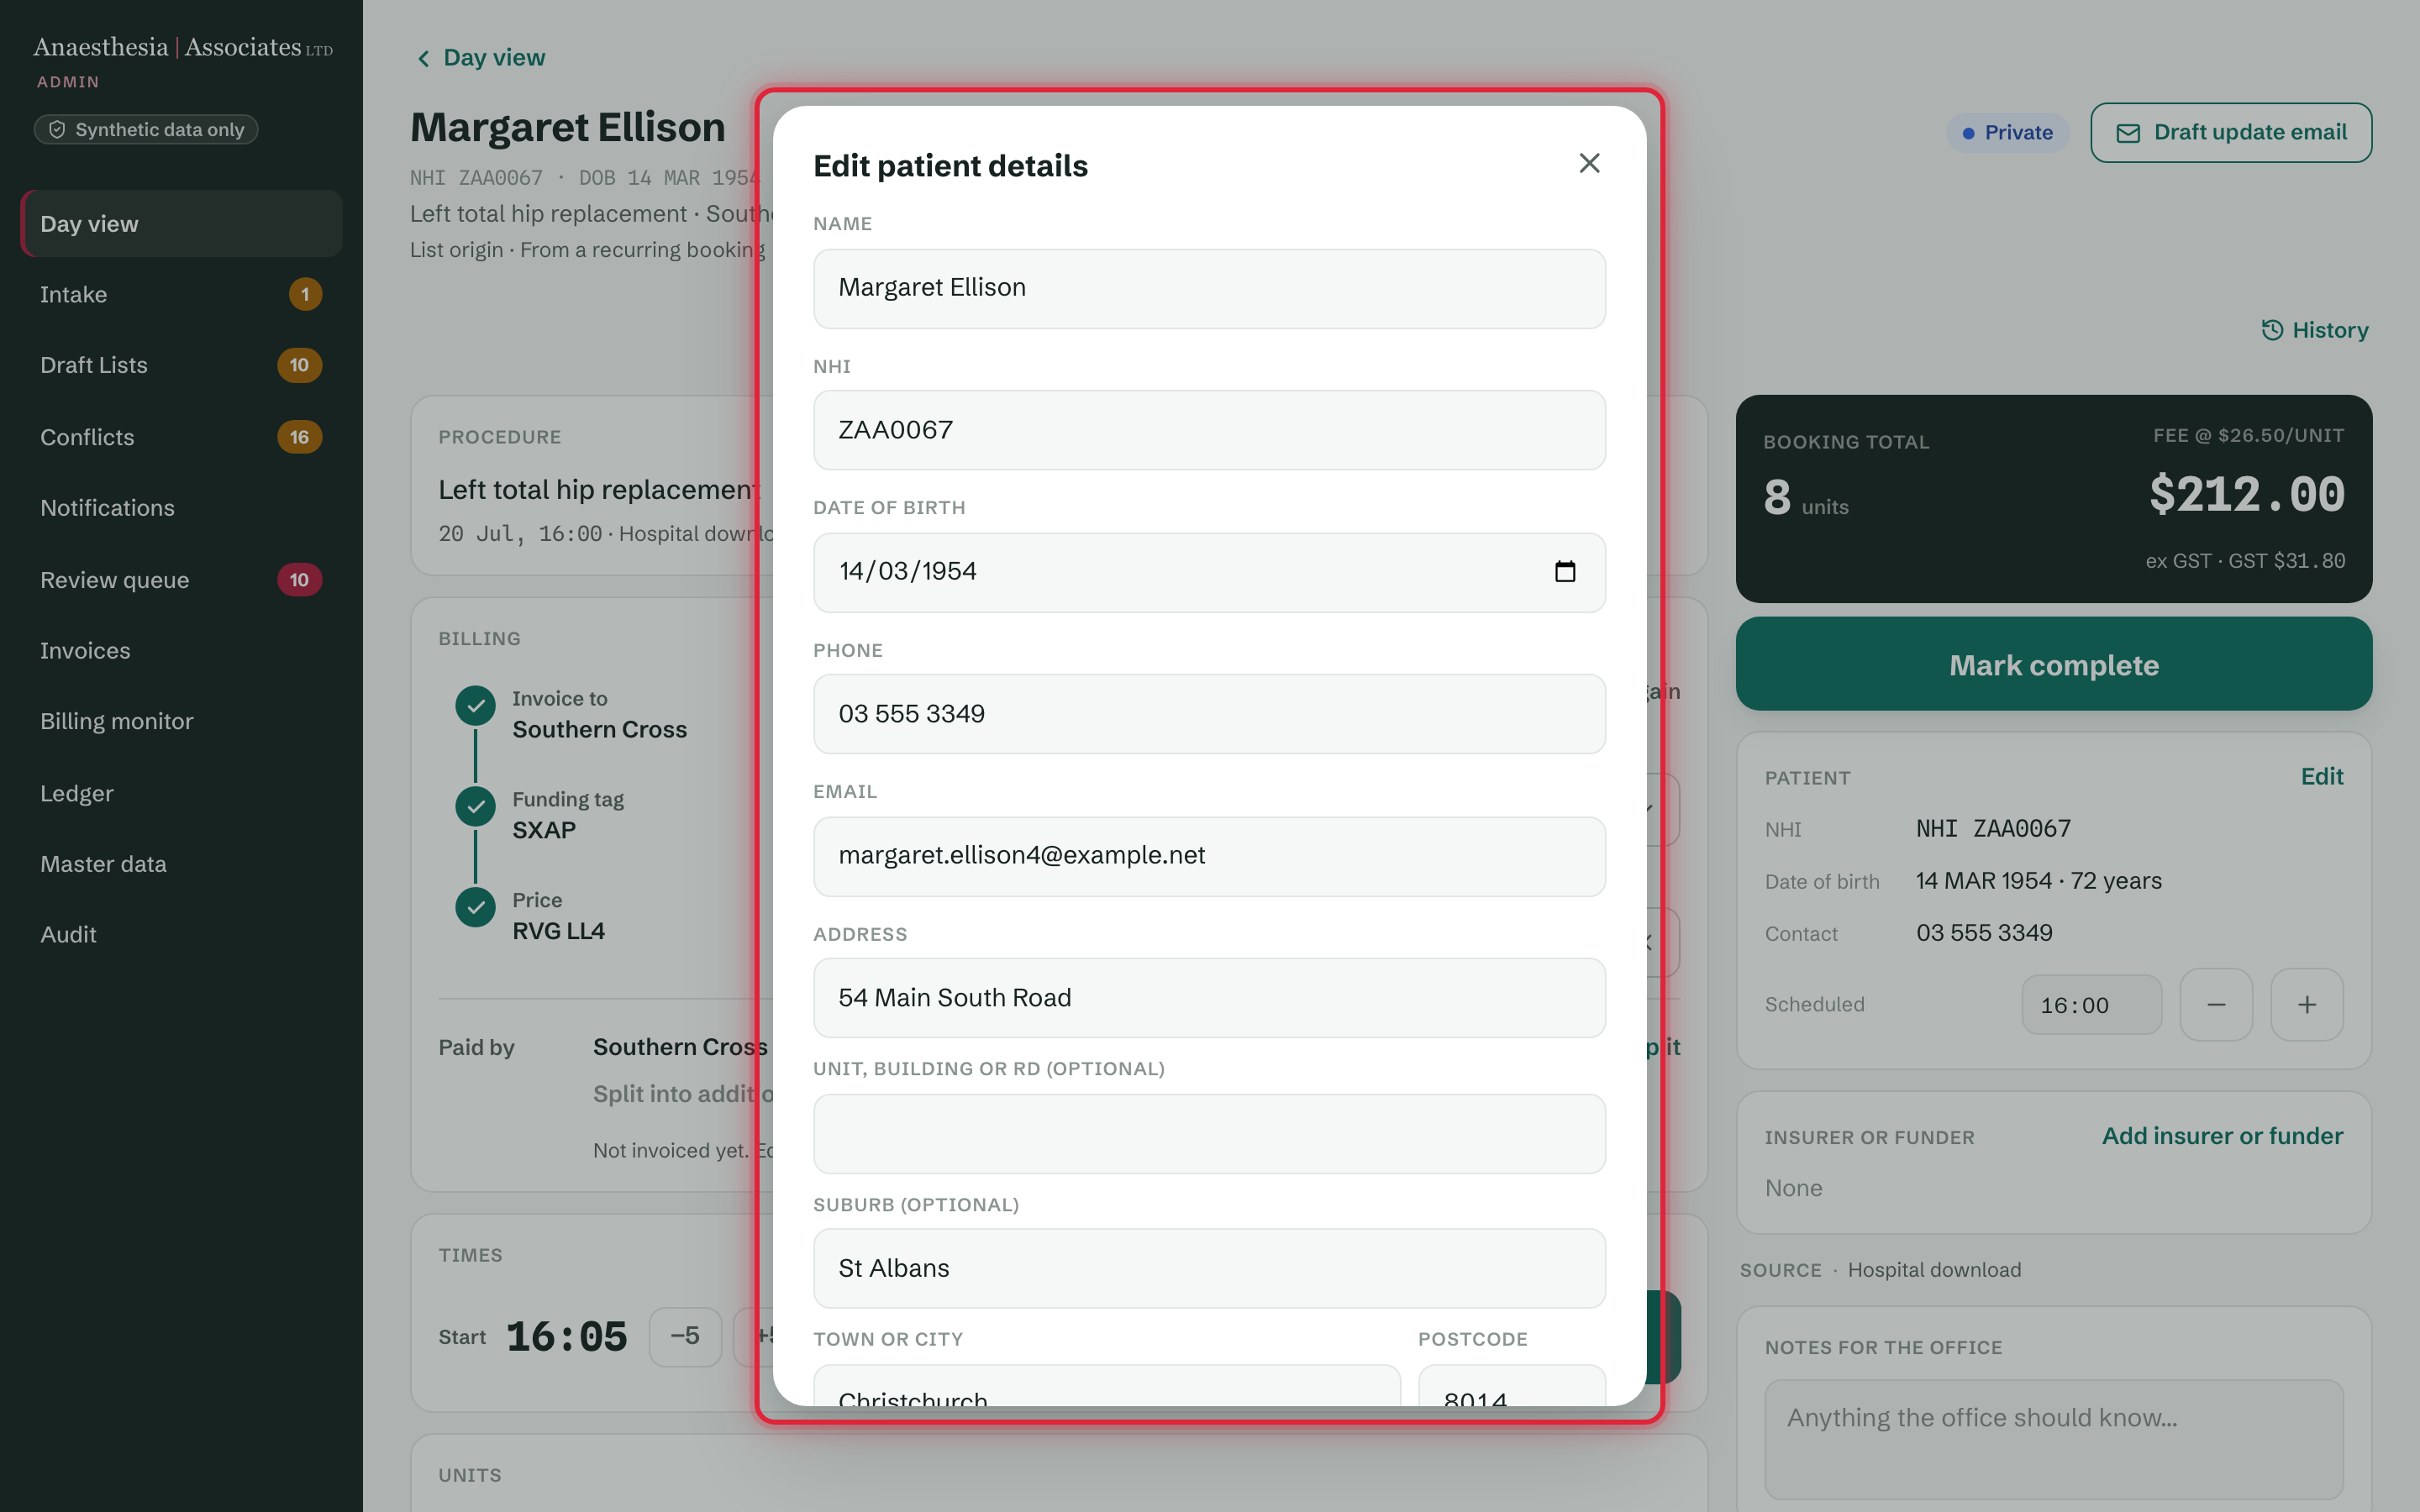 Anaesthesia | Associates LTD
ADMIN
Synthetic data only
Day view
Intake 1
Draft Lists 10
Conflicts 16
Notifications
Review queue 10
Invoices
Billing monitor
Ledger
Master data
Audit
Day view
Margaret Ellison
NHI ZAA0067 · DOB 14 MAR 1954
Left total hip replacement ·
List origin · From a recurring booking
Private
Draft update email
History
PROCEDURE
Left total hip replacement
20 Jul, 16:00 · Hospital
BILLING
Invoice to
Southern Cross
Funding tag
SXAP
Price
RVG LL4
Paid by Southern Cross
Split into
Not invoiced yet.
TIMES
Start 16:05 −5
UNITS
Edit patient details
NAME
Margaret Ellison
NHI
ZAA0067
DATE OF BIRTH
14/03/1954
PHONE
03 555 3349
EMAIL
margaret.ellison4@example.net
ADDRESS
54 Main South Road
UNIT, BUILDING OR RD (OPTIONAL)
SUBURB (OPTIONAL)
St Albans
TOWN OR CITY POSTCODE
Christchurch 8014
BOOKING TOTAL FEE @ $26.50/UNIT
8 units $212.00
ex GST · GST $31.80
Mark complete
PATIENT Edit
NHI NHI ZAA0067
Date of birth 14 MAR 1954 · 72 years
Contact 03 555 3349
Scheduled 16:00 − +
INSURER OR FUNDER Add insurer or funder
None
SOURCE · Hospital download
NOTES FOR THE OFFICE
Anything the office should know...